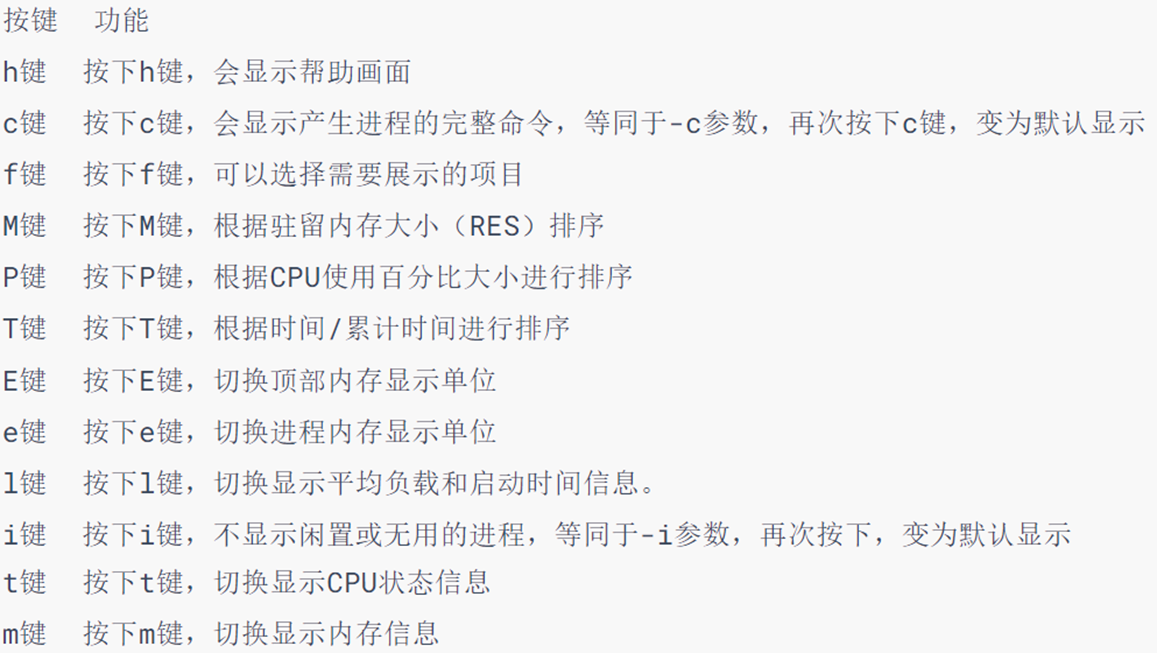 按键 功能
h键 按下h键，会显示帮助画面
c键 按下c键，会显示产生进程的完整命令，等同于-c参数，再次按下c键，变为默认显示
f键 按下f键，可以选择需要展示的项目
M键 按下M键，根据驻留内存大小（RES）排序
P键 按下P键，根据CPU使用百分比大小进行排序
T键 按下T键，根据时间/累计时间进行排序
E键 按下E键，切换顶部内存显示单位
e键 按下e键，切换进程内存显示单位
l键 按下l键，切换显示平均负载和启动时间信息。
i键 按下i键，不显示闲置或无用的进程，等同于-i参数，再次按下，变为默认显示
t键 按下t键，切换显示CPU状态信息
m键 按下m键，切换显示内存信息